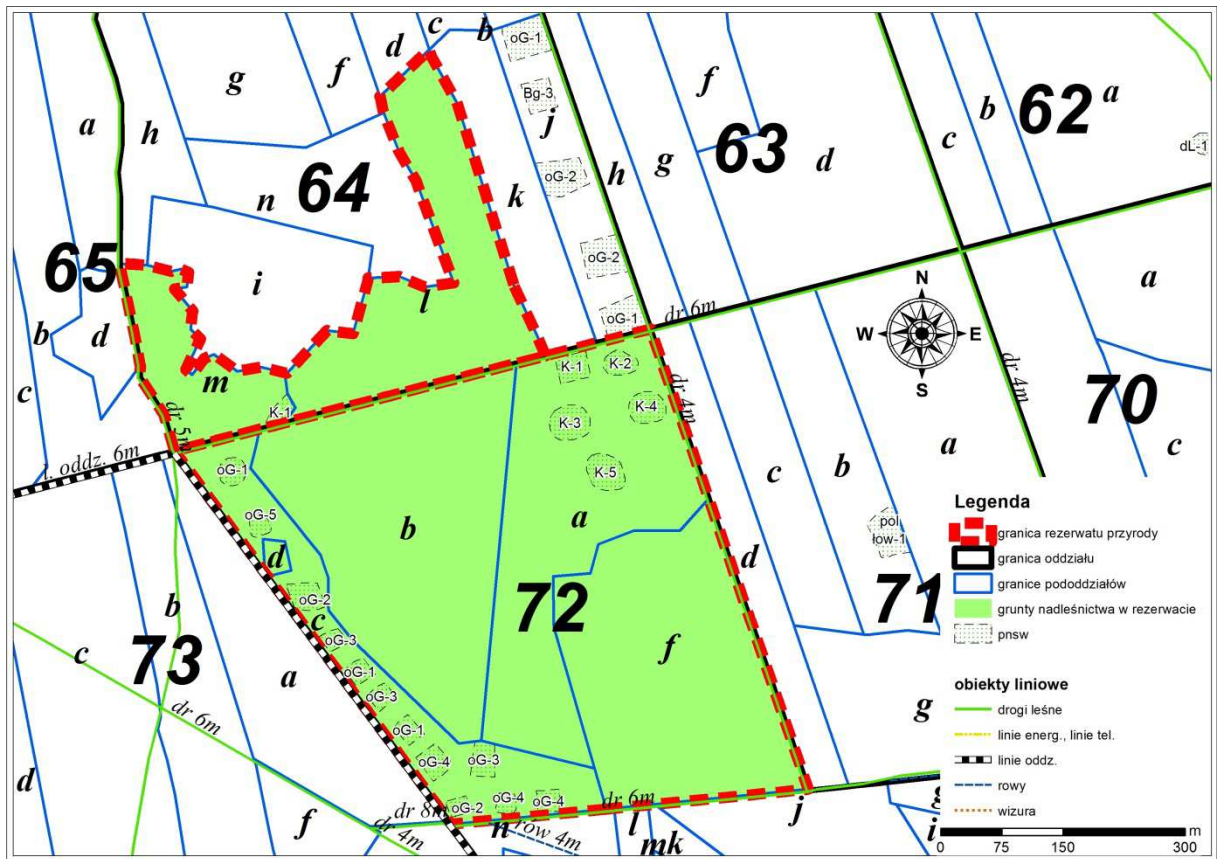 c
b
oG-1
d
g
f
Bg-3
j
f
b
62
a
a
h
c
63
dL-1
n
64
oG-2
k
h
g
d
65
i
oG-2
a
l
oG-1
dr 6m
N
W
E
S
b
d
m
K-1
K-2
dr 4m
dr 4m
70
c
dr 5m
K-1
K-3
K-4
c
l. oddz. 6m
oG-1
K-5
c
b
a
oG-5
b
a
pol
łow-1
d
d
71
b
oG-2
72
c
73
c
oG-3
f
a
oG-1
oG-3
g
dr 6m
oG-1
d
oG-4
oG-3
f
dr 8m
dr 4m
oG-2
oG-4
oG-4
dr 6m
j
n
row 4m
l
mk
g
i
Legenda
granica rezerwatu przyrody
granica oddziału
granice pododdziałów
grunty nadleśnictwa w rezerwacie
pnsw
obiekty liniowe
drogi leśne
linie energ., linie tel.
linie oddz.
rowy
wizura
m
0 75 150 300